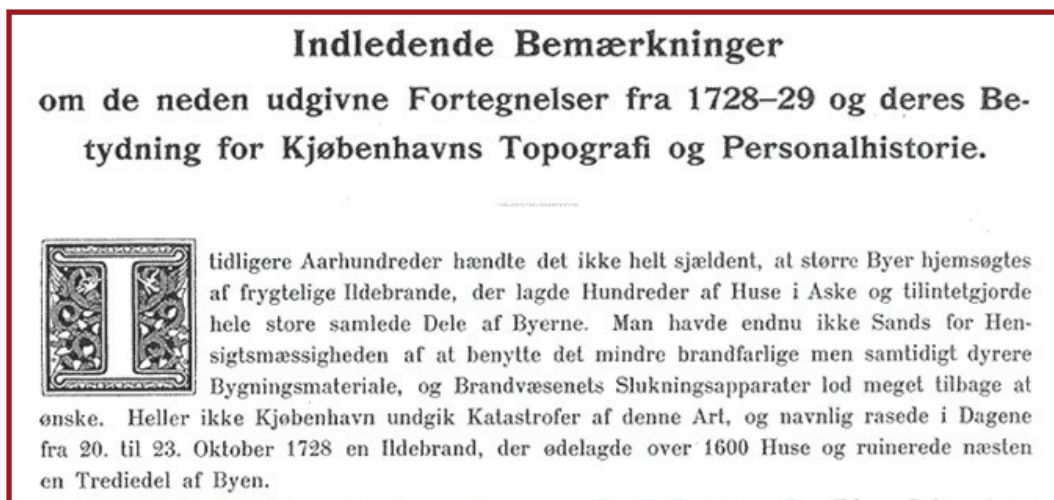 Indledende Bemærkninger
om de neden udgivne Fortegnelser fra 1728–29 og deres Be-
tydning for Kjøbenhavns Topografi og Personalhistorie.
I tidligere Aarhundreder hændte det ikke helt sjældent, at større Byer hjemsøgtes
af frygtelige Ildebrande, der lagde Hundreder af Huse i Aske og tilintetgjorde
hele store samlede Dele af Byerne. Man havde endnu ikke Sands for Hen-
sigtsmæssigheden af at benytte det mindre brandfarlige men samtidigt dyrere
Bygningsmateriale, og Brandvæsenets Slukningsapparater lod meget tilbage at
ønske. Heller ikke Kjøbenhavn undgik Katastrofer af denne Art, og navnlig rasede i Dagene
fra 20. til 23. Oktober 1728 en Ildebrand, der ødelagde over 1600 Huse og ruinerede næsten
en Trediedel af Byen.